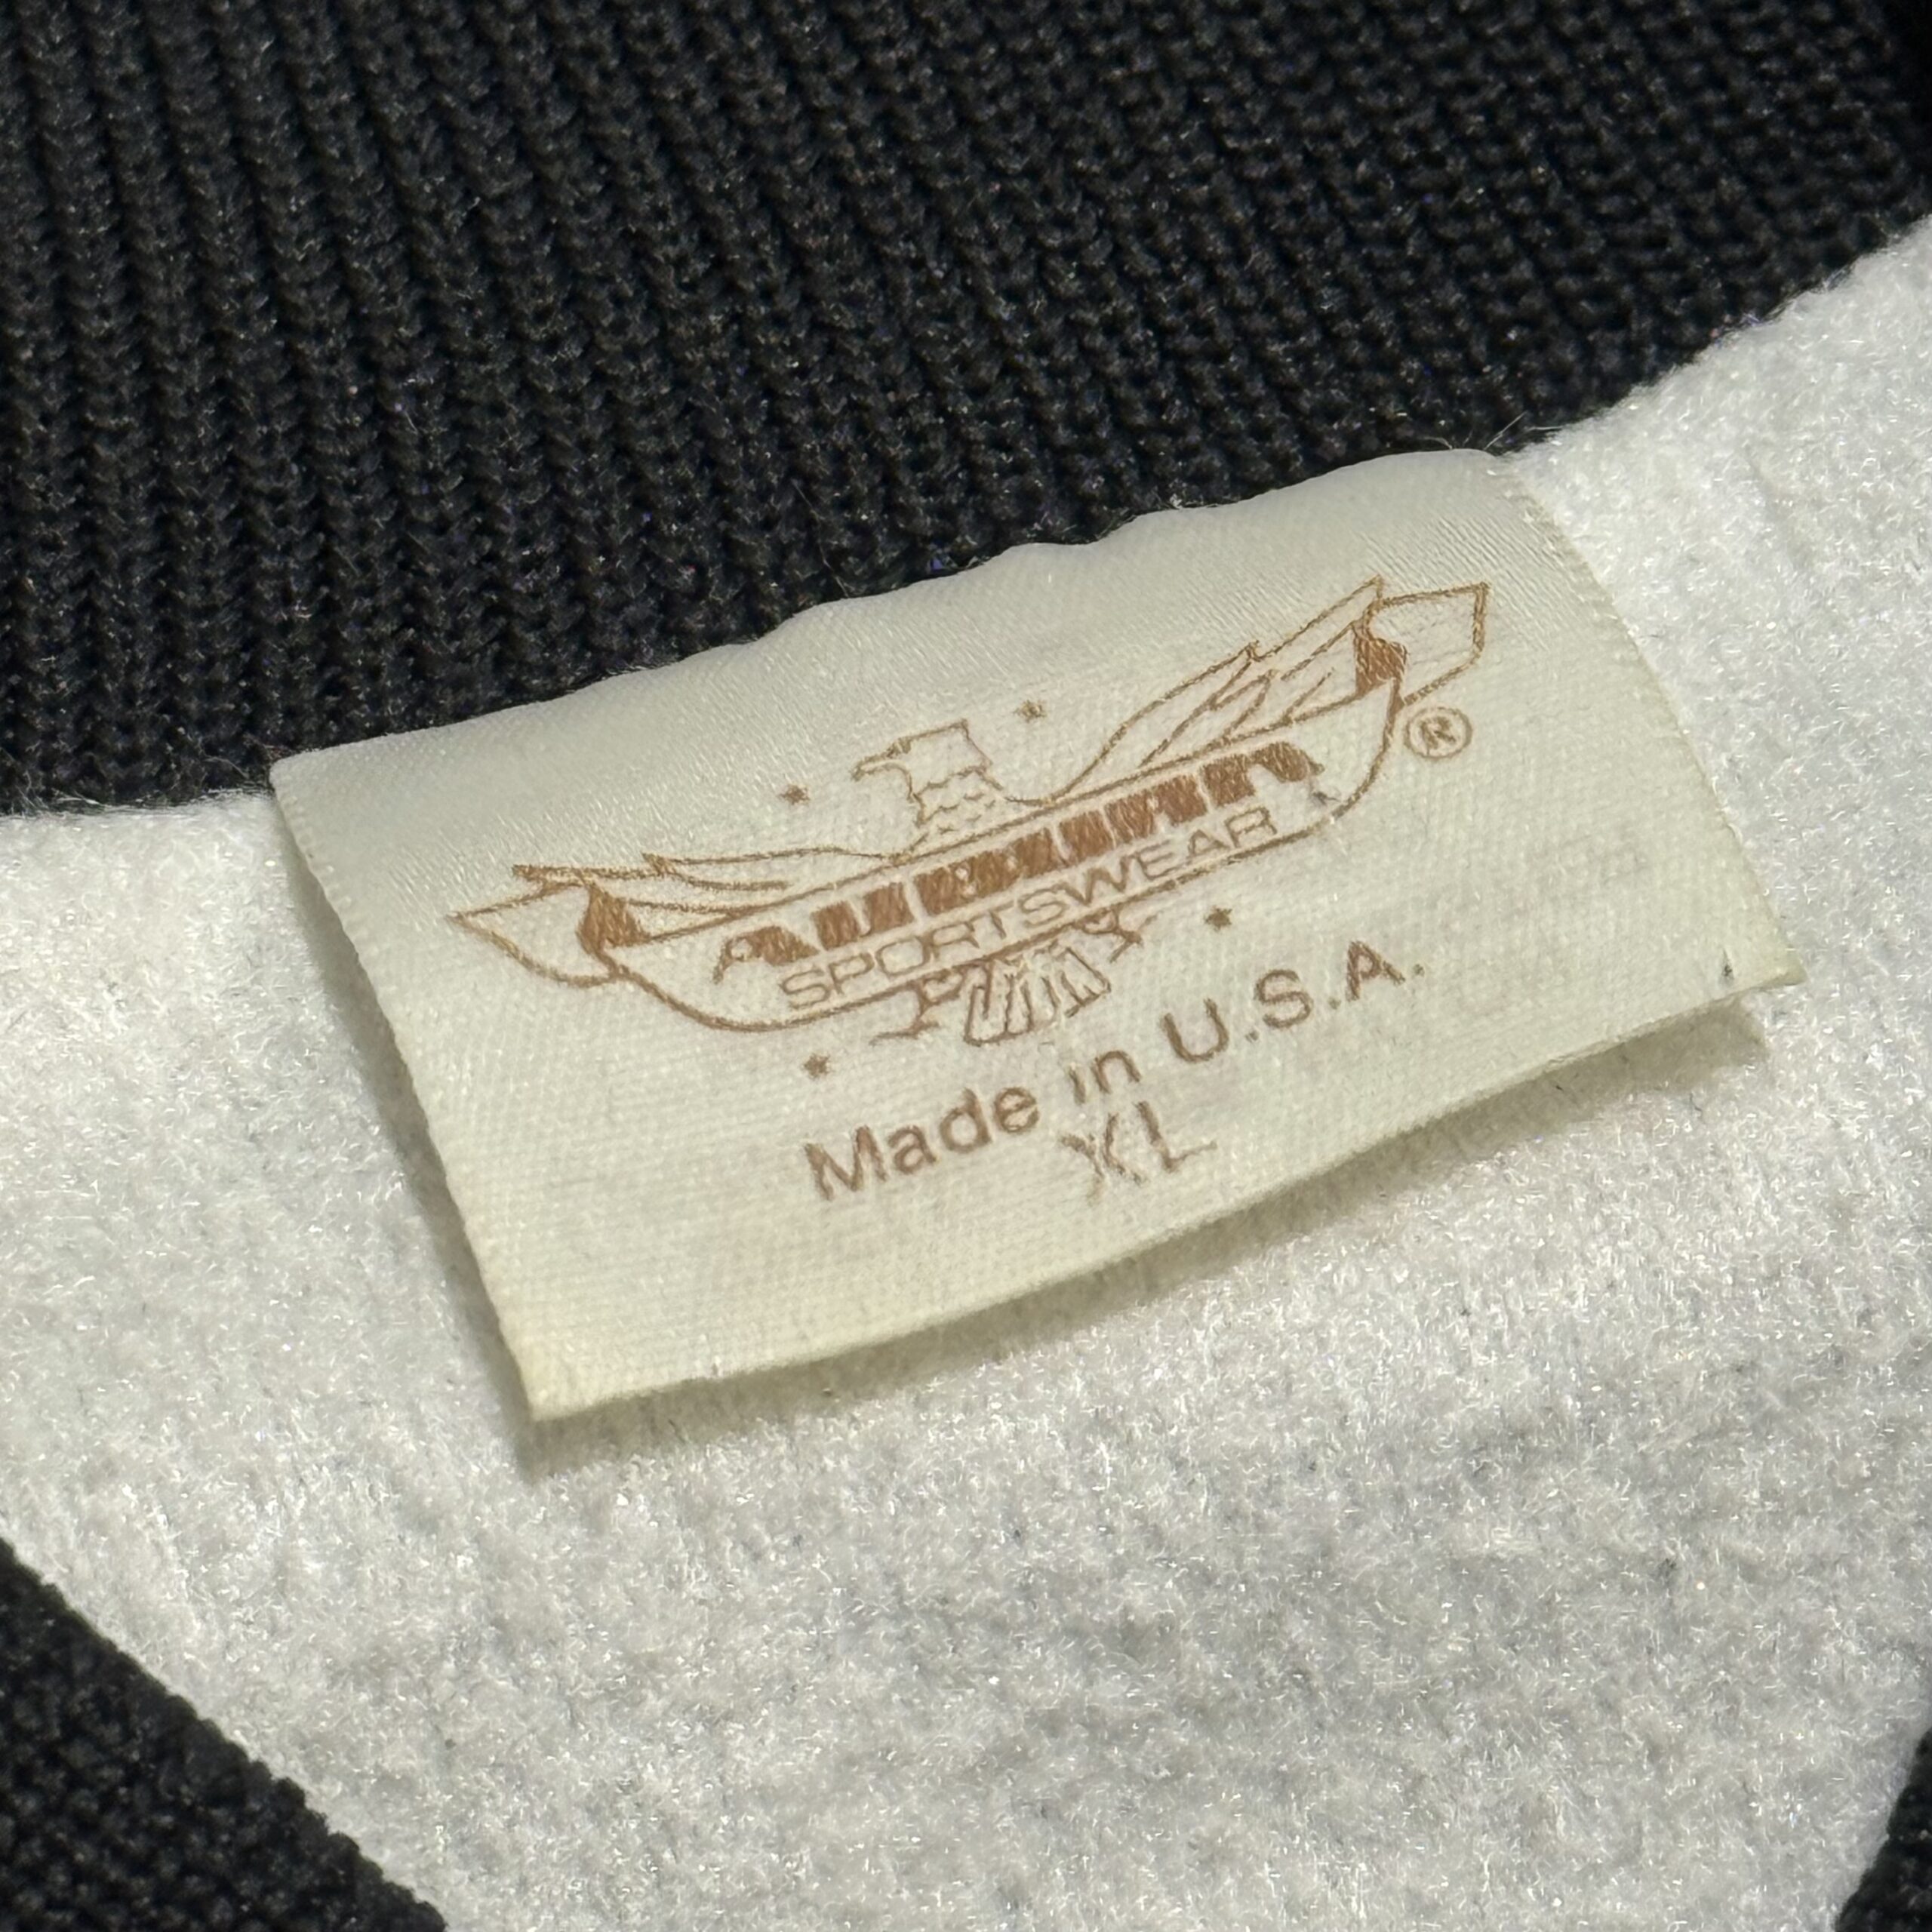 AUBURN
SPORTSWEAR
®
Made in U.S.A.
XL